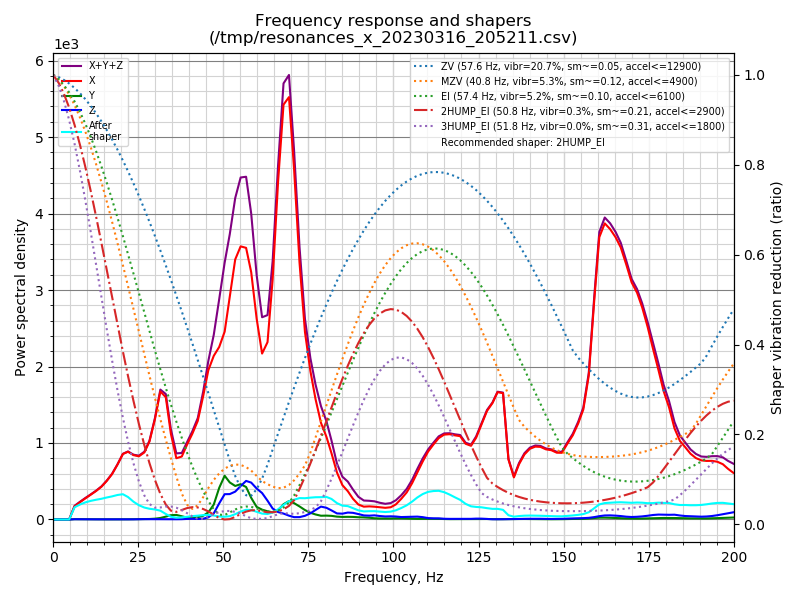 Frequency response and shapers
(/tmp/resonances_x_20230316_205211.csv)
1e3
X+Y+Z
X
Y
Z
After
shaper
ZV (57.6 Hz, vibr=20.7%, sm~=0.05, accel<=12900)
MZV (40.8 Hz, vibr=5.3%, sm~=0.12, accel<=4900)
EI (57.4 Hz, vibr=5.2%, sm~=0.10, accel<=6100)
2HUMP_EI (50.8 Hz, vibr=0.3%, sm~=0.21, accel<=2900)
3HUMP_EI (51.8 Hz, vibr=0.0%, sm~=0.31, accel<=1800)
Recommended shaper: 2HUMP_EI
6
5
4
3
2
1
0
Power spectral density
1.0
0.8
0.6
0.4
0.2
0.0
Shaper vibration reduction (ratio)
0 25 50 75 100 125 150 175 200
Frequency, Hz